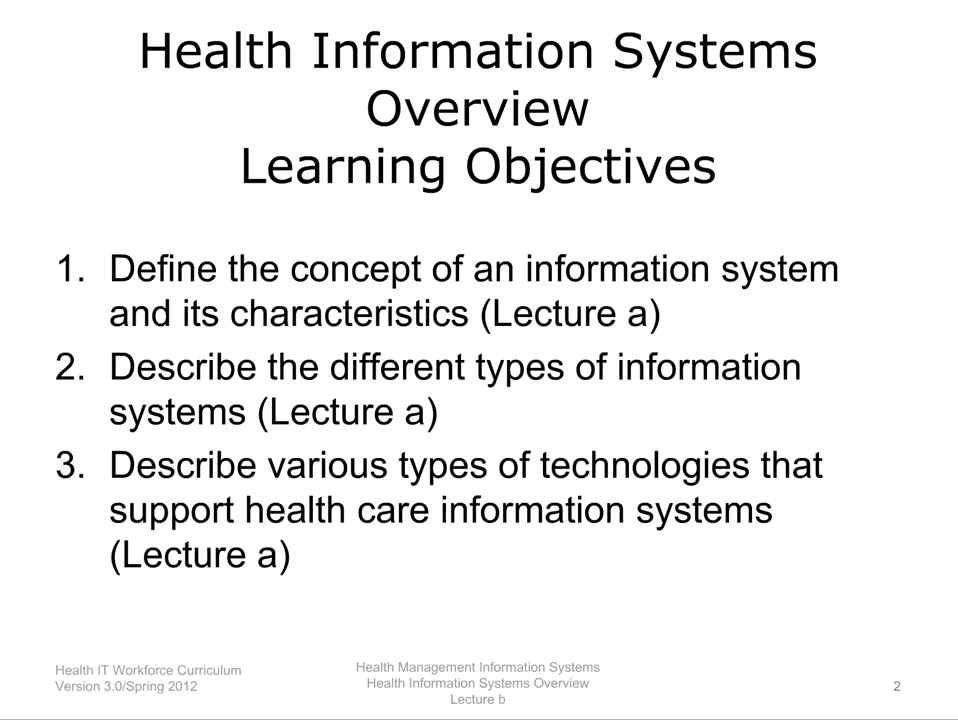 Health Information Systems
Overview
Learning Objectives
1. Define the concept of an information system
and its characteristics (Lecture a)
2. Describe the different types of information
systems (Lecture a)
3. Describe various types of technologies that
support health care information systems
(Lecture a)
Health IT Workforce Curriculum
Version 3.0/Spring 2012
Health Management Information Systems
Health Information Systems Overview
Lecture b
2